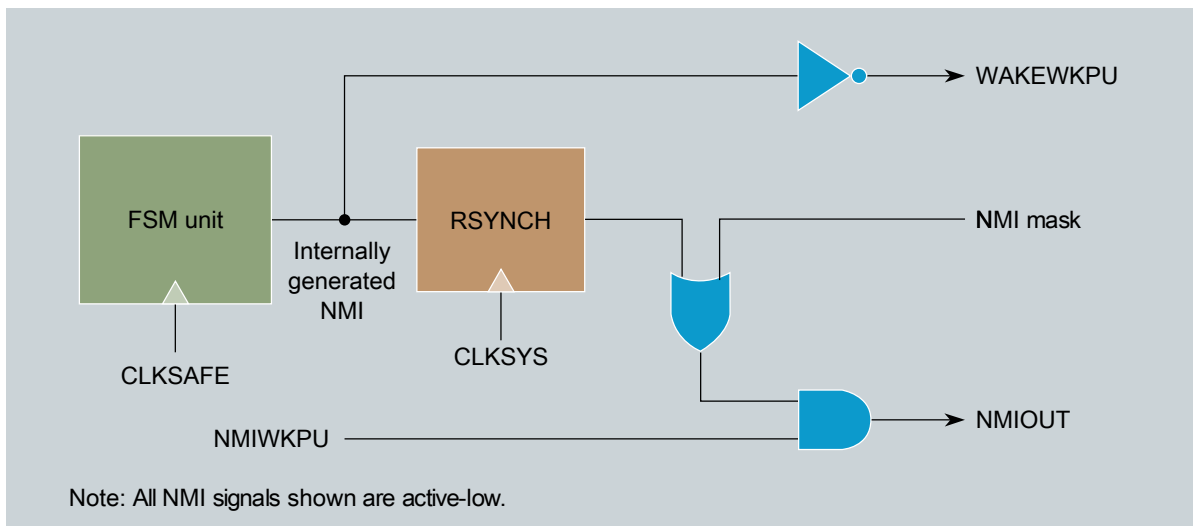 WAKEWKPU
FSM unit
RSYNCH
NMI mask
Internally
generated
NMI
CLKSAFE
CLKSYS
NMIWKPU
NMIOUT
Note: All NMI signals shown are active-low.